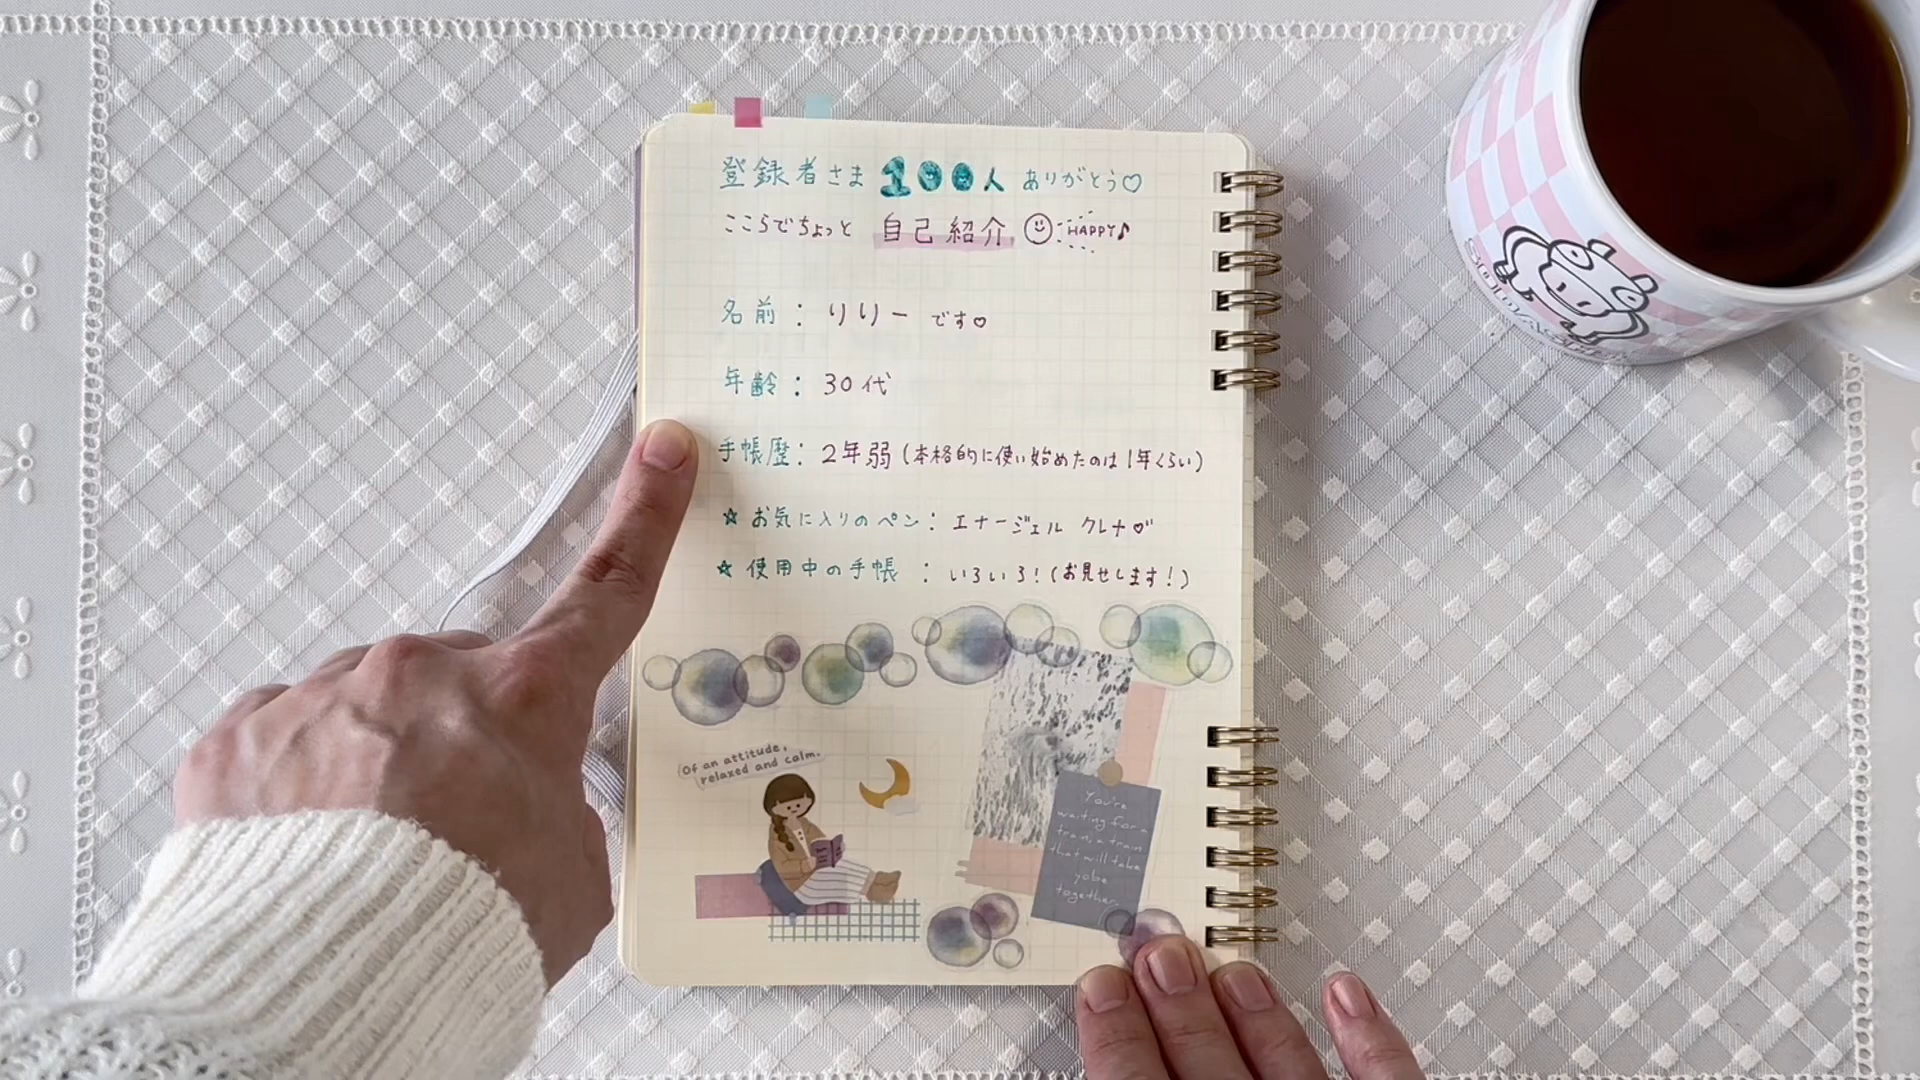 登録者さま 100人 ありがとう♡
ここらでちょっと 自己紹介 HAPPY♪
名前 : りりー です♡
年齢 : 30代
手帳歴 : 2年弱 (本格的に使い始めたのは1年くらい)
☆ お気に入りのペン : エナージェル クレナ♡
☆ 使用中の手帳 : いろいろ! (お見せします!)
Of an attitude,
relaxed and calm.
You're
waiting for a
train, a train
that will take
yobe
together.